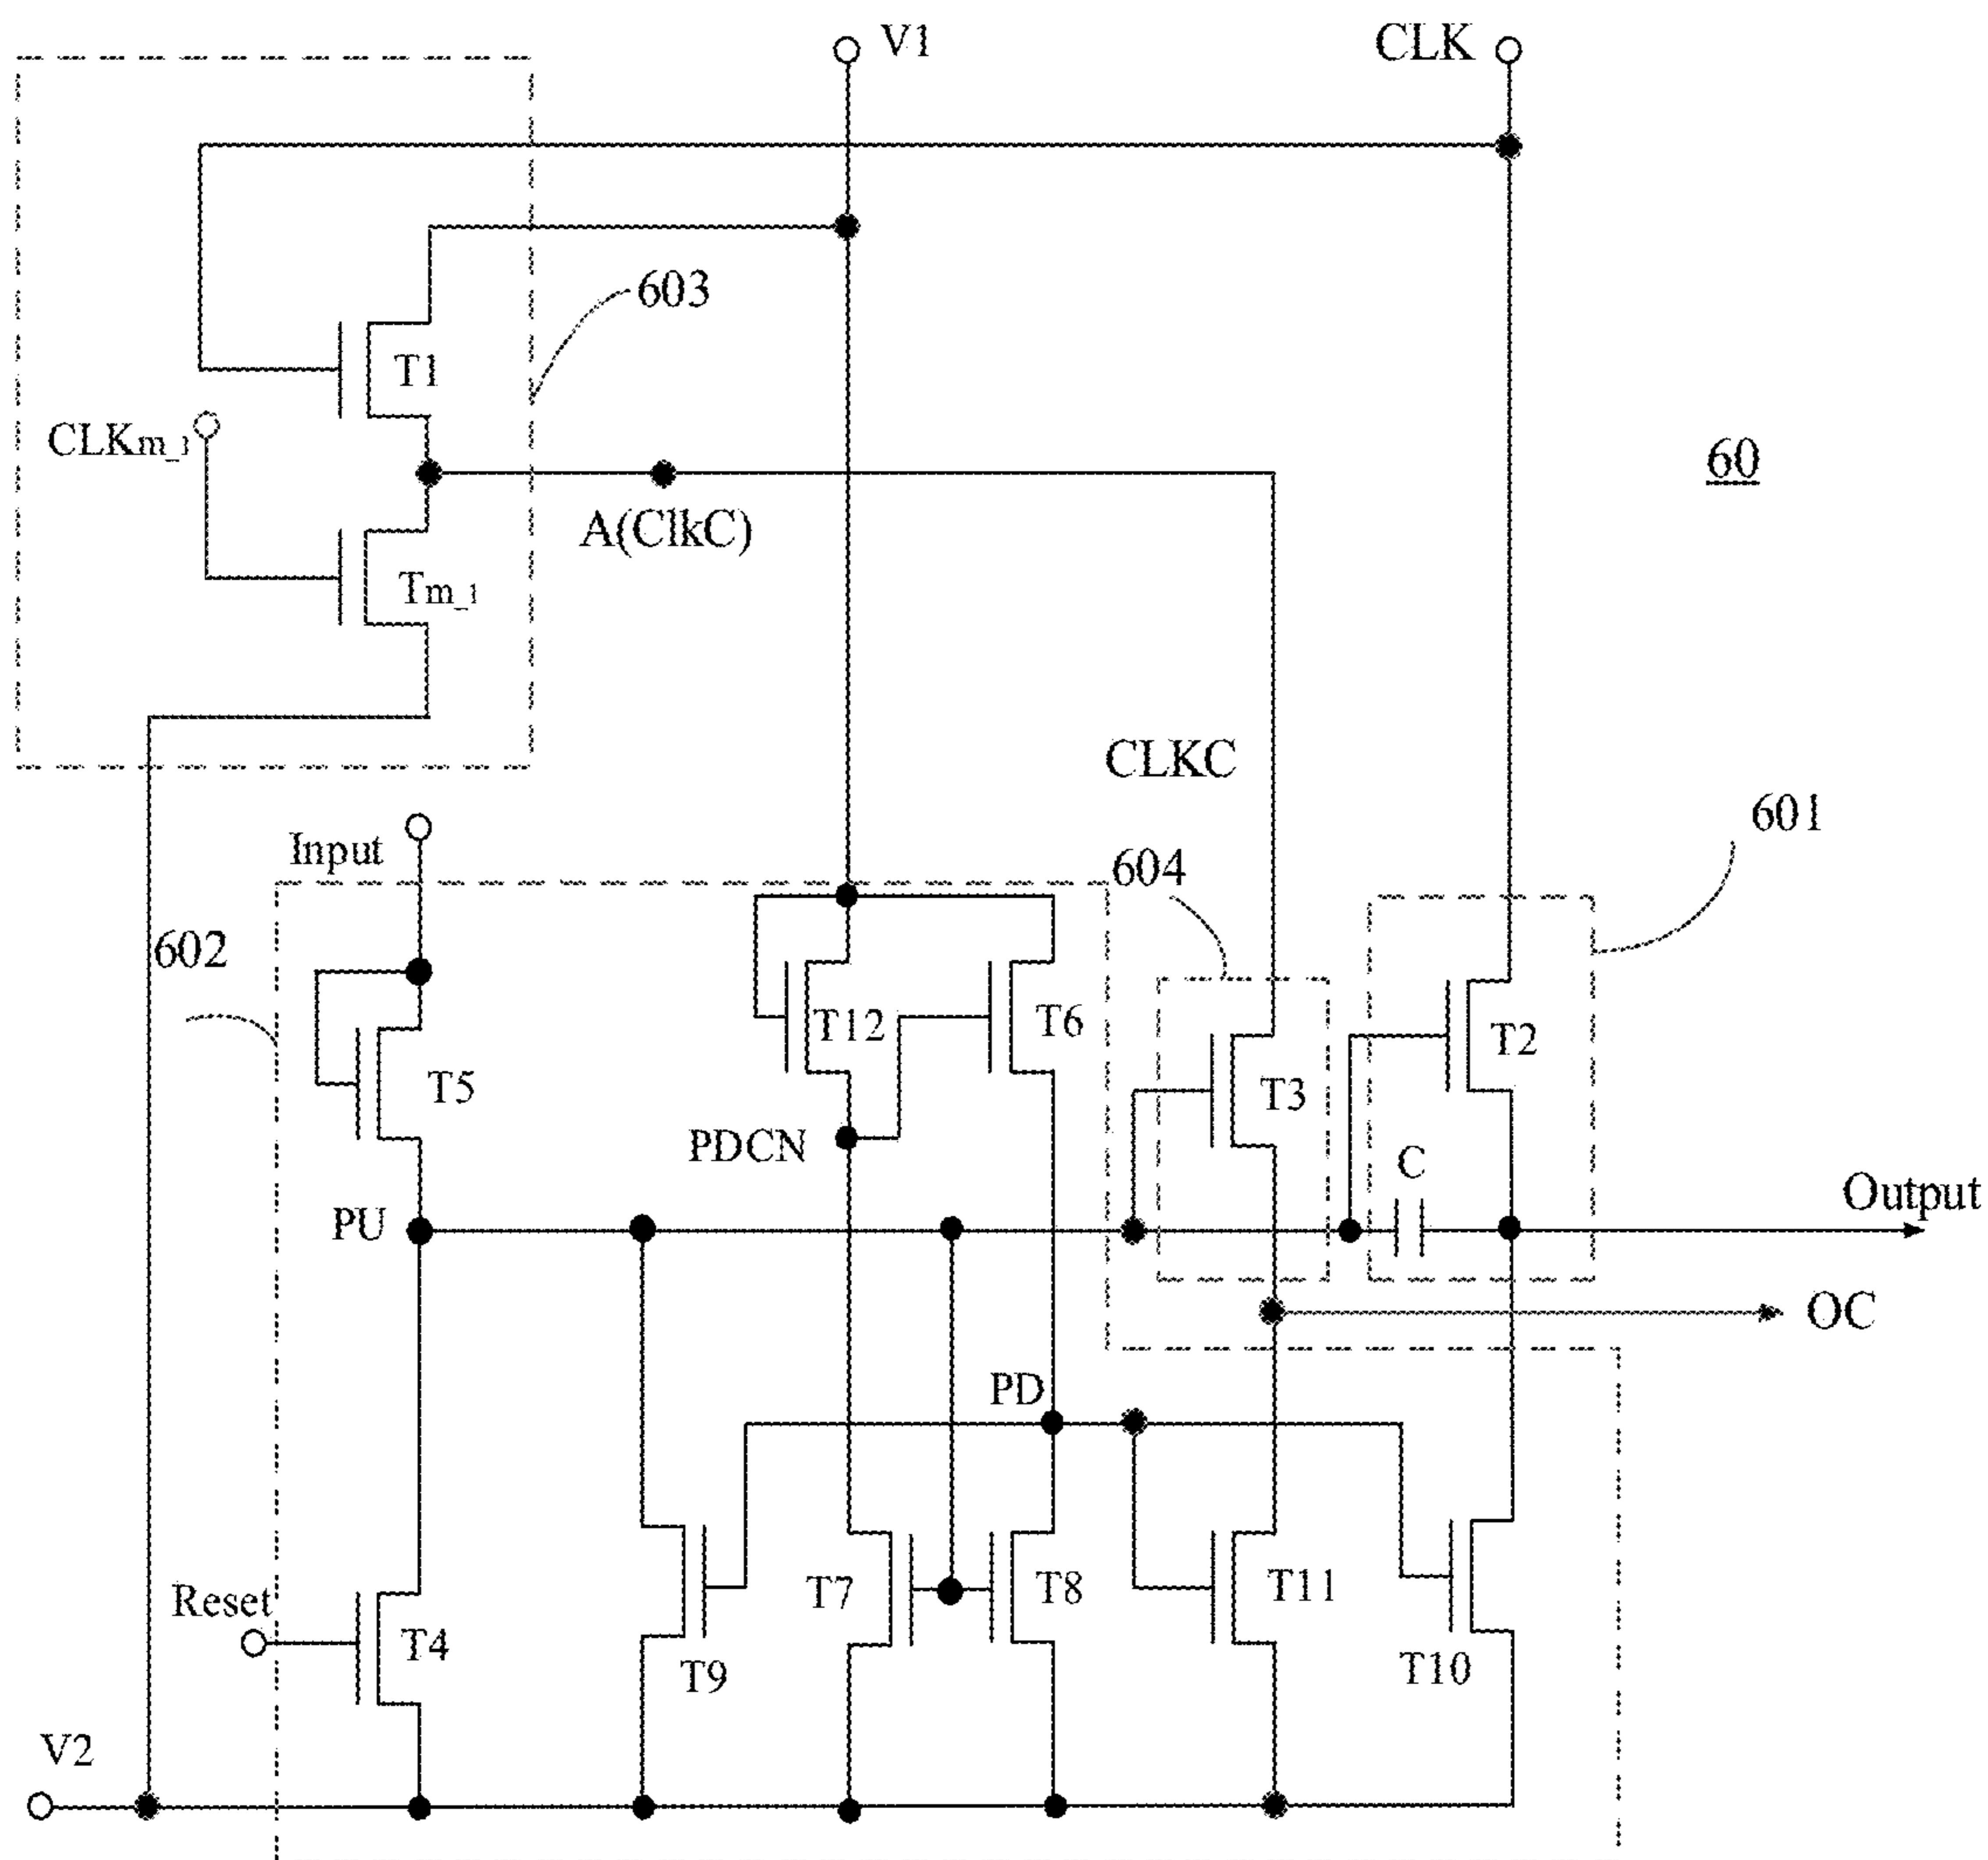 V1
CLK
603
T1
CLKm_1
60
A(ClkC)
Tm_1
CLKC
601
Input
604
602
T12
T6
T2
T5
T3
PDCN
C
Output
PU
OC
PD
T7
T8
T11
Reset
T4
T9
T10
V2